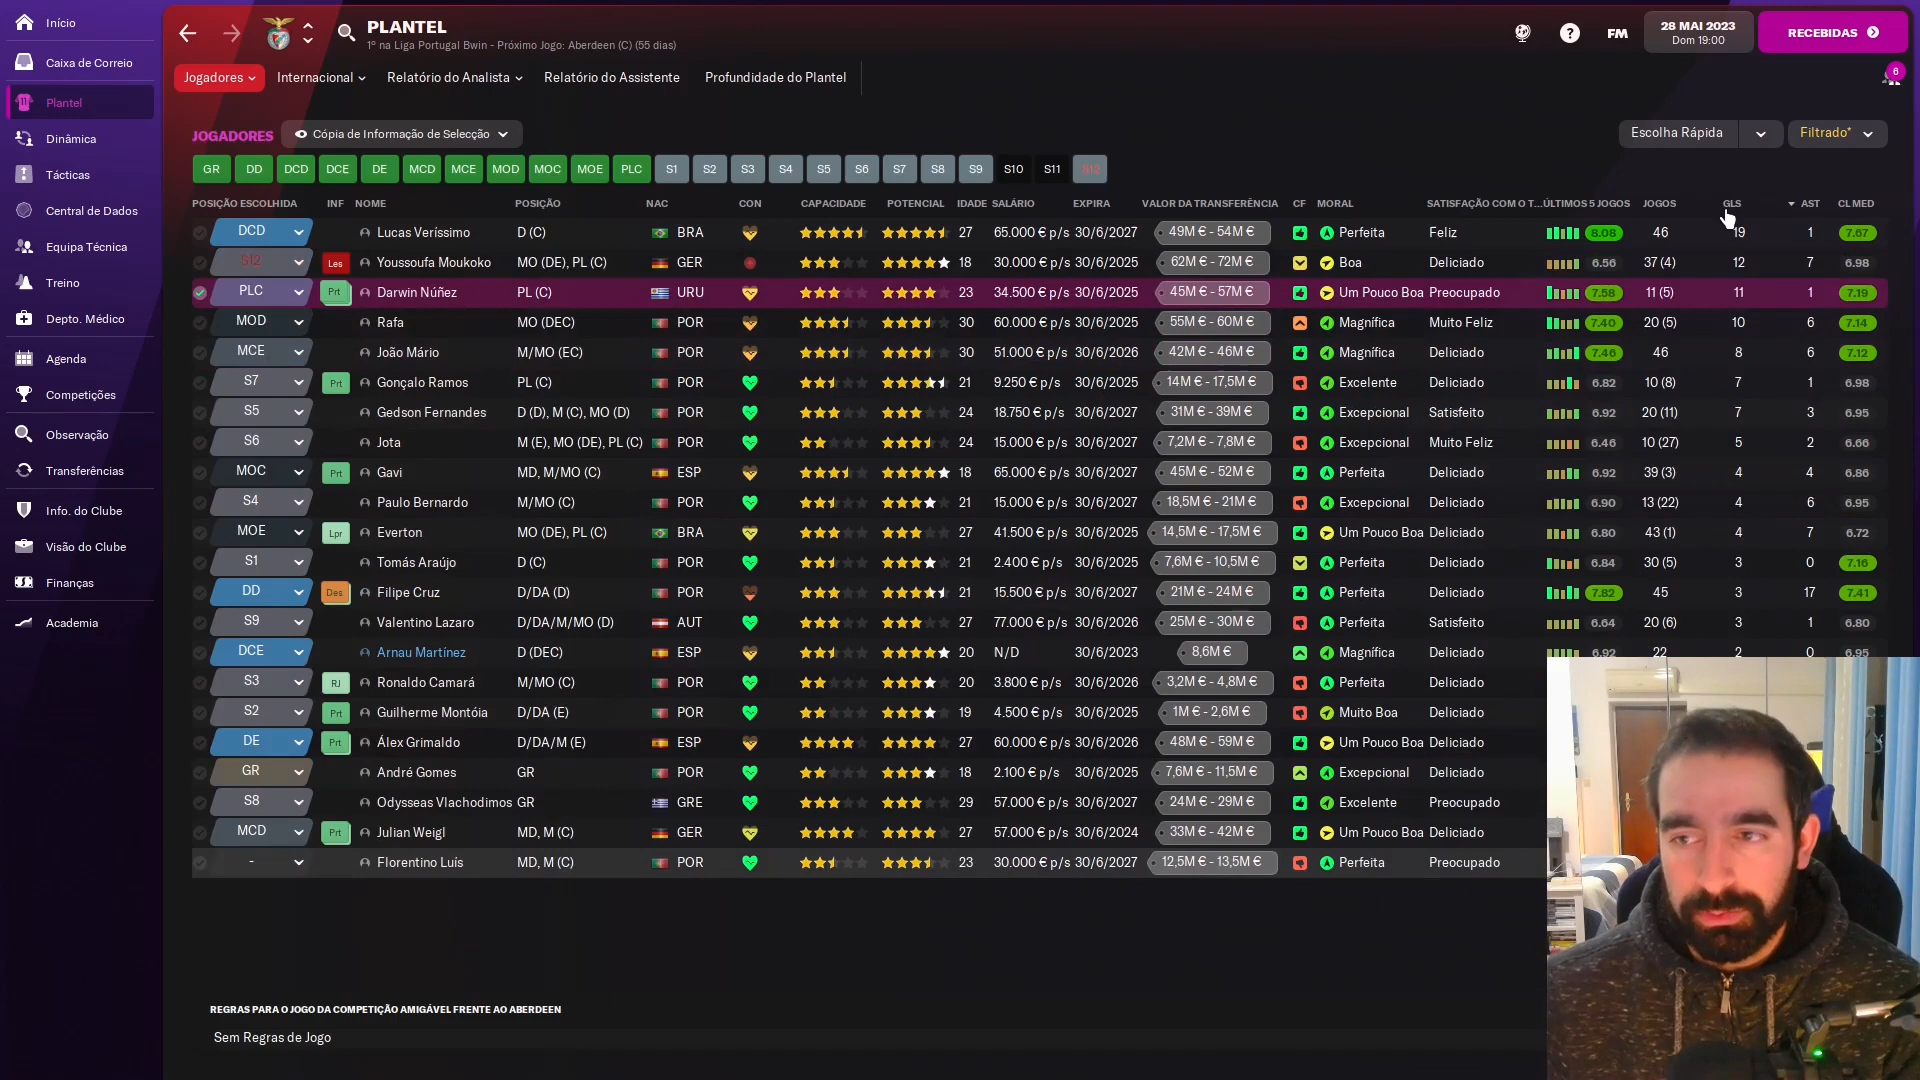 Início
Caixa de Correio
Plantel
Dinâmica
Tácticas
Central de Dados
Equipa Técnica
Treino
Depto. Médico
Agenda
Competições
Observação
Transferências
Info. do Clube
Visão do Clube
Finanças
Academia
PLANTEL
1º na Liga Portugal Bwin - Próximo Jogo: Aberdeen (C) (55 dias)
? FM
28 MAI 2023
Dom 19:00
RECEBIDAS
6
Jogadores Internacional Relatório do Analista Relatório do Assistente Profundidade do Plantel
JOGADORES Cópia de Informação de Selecção Escolha Rápida Filtrado*
GR DD DCD DCE DE MCD MCE MOD MOC MOE PLC S1 S2 S3 S4 S5 S6 S7 S8 S9 S10 S11 S12
POSIÇÃO ESCOLHIDA INF NOME POSIÇÃO NAC CON CAPACIDADE POTENCIAL IDADE SALÁRIO EXPIRA VALOR DA TRANSFERÊNCIA CF MORAL SATISFAÇÃO COM O T... ÚLTIMOS 5 JOGOS JOGOS GLS AST CL MED
DCD Lucas Veríssimo D (C) BRA 27 65.000 € p/s 30/6/2027 49M € - 54M € Perfeita Feliz 8.08 46 19 1 7.67
S12 Les Youssoufa Moukoko MO (DE), PL (C) GER 18 30.000 € p/s 30/6/2025 62M € - 72M € Boa Deliciado 6.56 37 (4) 12 7 6.98
PLC Prt Darwin Núñez PL (C) URU 23 34.500 € p/s 30/6/2025 45M € - 57M € Um Pouco Boa Preocupado 7.58 11 (5) 11 1 7.19
MOD Rafa MO (DEC) POR 30 60.000 € p/s 30/6/2025 55M € - 60M € Magnífica Muito Feliz 7.40 20 (5) 10 6 7.14
MCE João Mário M/MO (EC) POR 30 51.000 € p/s 30/6/2026 42M € - 46M € Magnífica Deliciado 7.46 46 8 6 7.12
S7 Prt Gonçalo Ramos PL (C) POR 21 9.250 € p/s 30/6/2025 14M € - 17,5M € Excelente Deliciado 6.82 10 (8) 7 1 6.98
S5 Gedson Fernandes D (D), M (C), MO (D) POR 24 18.750 € p/s 30/6/2027 31M € - 39M € Excepcional Satisfeito 6.92 20 (11) 7 3 6.95
S6 Jota M (E), MO (DE), PL (C) POR 24 15.000 € p/s 30/6/2027 7,2M € - 7,8M € Excepcional Muito Feliz 6.46 10 (27) 5 2 6.66
MOC Prt Gavi MD, M/MO (C) ESP 18 65.000 € p/s 30/6/2025 45M € - 52M € Perfeita Deliciado 6.92 39 (3) 4 4 6.86
S4 Paulo Bernardo M/MO (C) POR 21 15.000 € p/s 30/6/2027 18,5M € - 21M € Excepcional Deliciado 6.90 13 (22) 4 6 6.95
MOE Lpr Everton MO (DE), PL (C) BRA 27 41.500 € p/s 30/6/2025 14,5M € - 17,5M € Um Pouco Boa Deliciado 6.80 43 (1) 4 7 6.72
S1 Tomás Araújo D (C) POR 21 2.400 € p/s 30/6/2025 7,6M € - 10,5M € Perfeita Deliciado 6.84 30 (5) 3 0 7.16
DD Des Filipe Cruz D/DA (D) POR 21 15.500 € p/s 30/6/2027 21M € - 24M € Perfeita Deliciado 7.82 45 3 17 7.41
S9 Valentino Lazaro D/DA/M/MO (D) AUT 27 77.000 € p/s 30/6/2026 25M € - 30M € Perfeita Satisfeito 6.64 20 (6) 3 1 6.80
DCE Arnau Martínez D (DEC) ESP 20 N/D 30/6/2023 8,6M € Magnífica Deliciado 6.92 22 2 0 6.95
S3 RJ Ronaldo Camará M/MO (C) POR 20 3.800 € p/s 30/6/2026 3,2M € - 4,8M € Perfeita Deliciado
S2 Prt Guilherme Montóia D/DA (E) POR 19 4.500 € p/s 30/6/2025 1M € - 2,6M € Muito Boa Deliciado
DE Prt Álex Grimaldo D/DA/M (E) ESP 27 60.000 € p/s 30/6/2026 48M € - 59M € Um Pouco Boa Deliciado
GR André Gomes GR POR 18 2.100 € p/s 30/6/2025 7,6M € - 11,5M € Excepcional Deliciado
S8 Odysseas Vlachodimos GR GRE 29 57.000 € p/s 30/6/2027 24M € - 29M € Excelente Preocupado
MCD Prt Julian Weigl MD, M (C) GER 27 57.000 € p/s 30/6/2024 33M € - 42M € Um Pouco Boa Deliciado
- Florentino Luís MD, M (C) POR 23 30.000 € p/s 30/6/2027 12,5M € - 13,5M € Perfeita Preocupado
REGRAS PARA O JOGO DA COMPETIÇÃO AMIGÁVEL FRENTE AO ABERDEEN
Sem Regras de Jogo